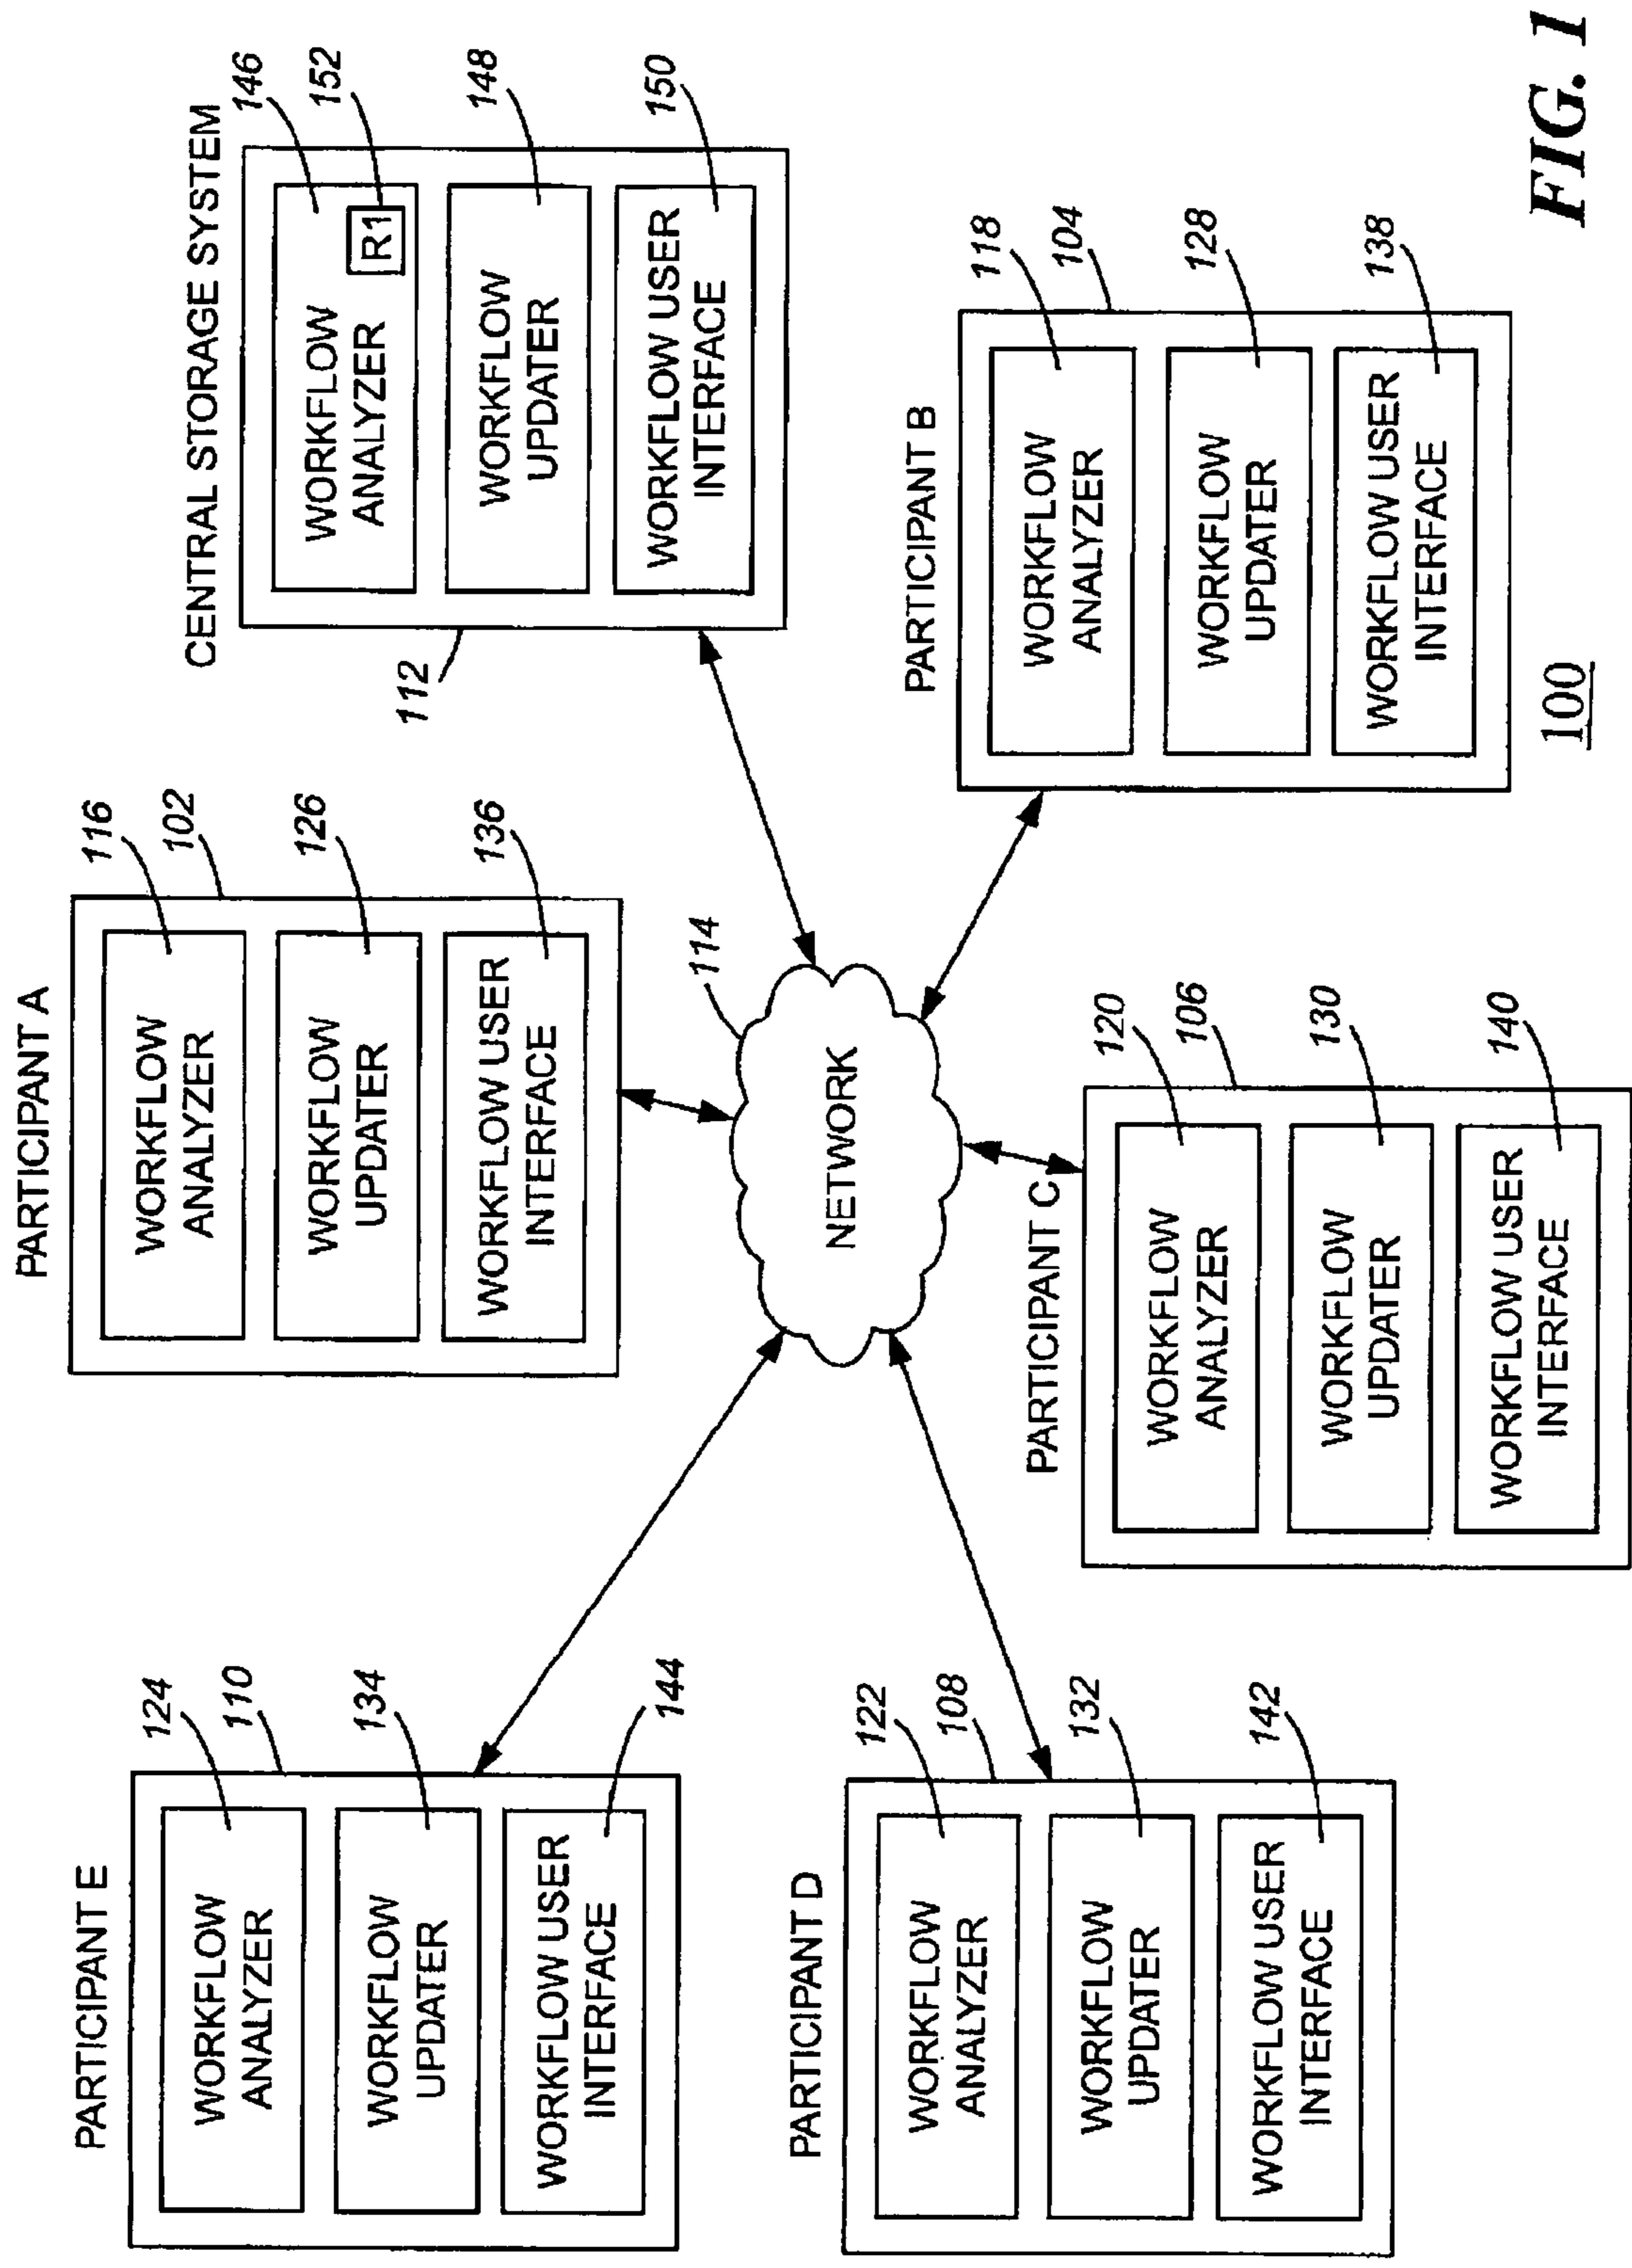 PARTICIPANT E
124
110
134
144
WORKFLOW
ANALYZER
WORKFLOW
UPDATER
WORKFLOW USER
INTERFACE
PARTICIPANT A
116
102
126
136
WORKFLOW
ANALYZER
WORKFLOW
UPDATER
WORKFLOW USER
INTERFACE
CENTRAL STORAGE SYSTEM
146
152
148
150
112
WORKFLOW
ANALYZER
R1
WORKFLOW
UPDATER
WORKFLOW USER
INTERFACE
114
NETWORK
PARTICIPANT D
122
108
132
142
WORKFLOW
ANALYZER
WORKFLOW
UPDATER
WORKFLOW USER
INTERFACE
PARTICIPANT C
120
106
130
140
WORKFLOW
ANALYZER
WORKFLOW
UPDATER
WORKFLOW USER
INTERFACE
PARTICIPANT B
118
104
128
138
WORKFLOW
ANALYZER
WORKFLOW
UPDATER
WORKFLOW USER
INTERFACE
100
FIG. 1